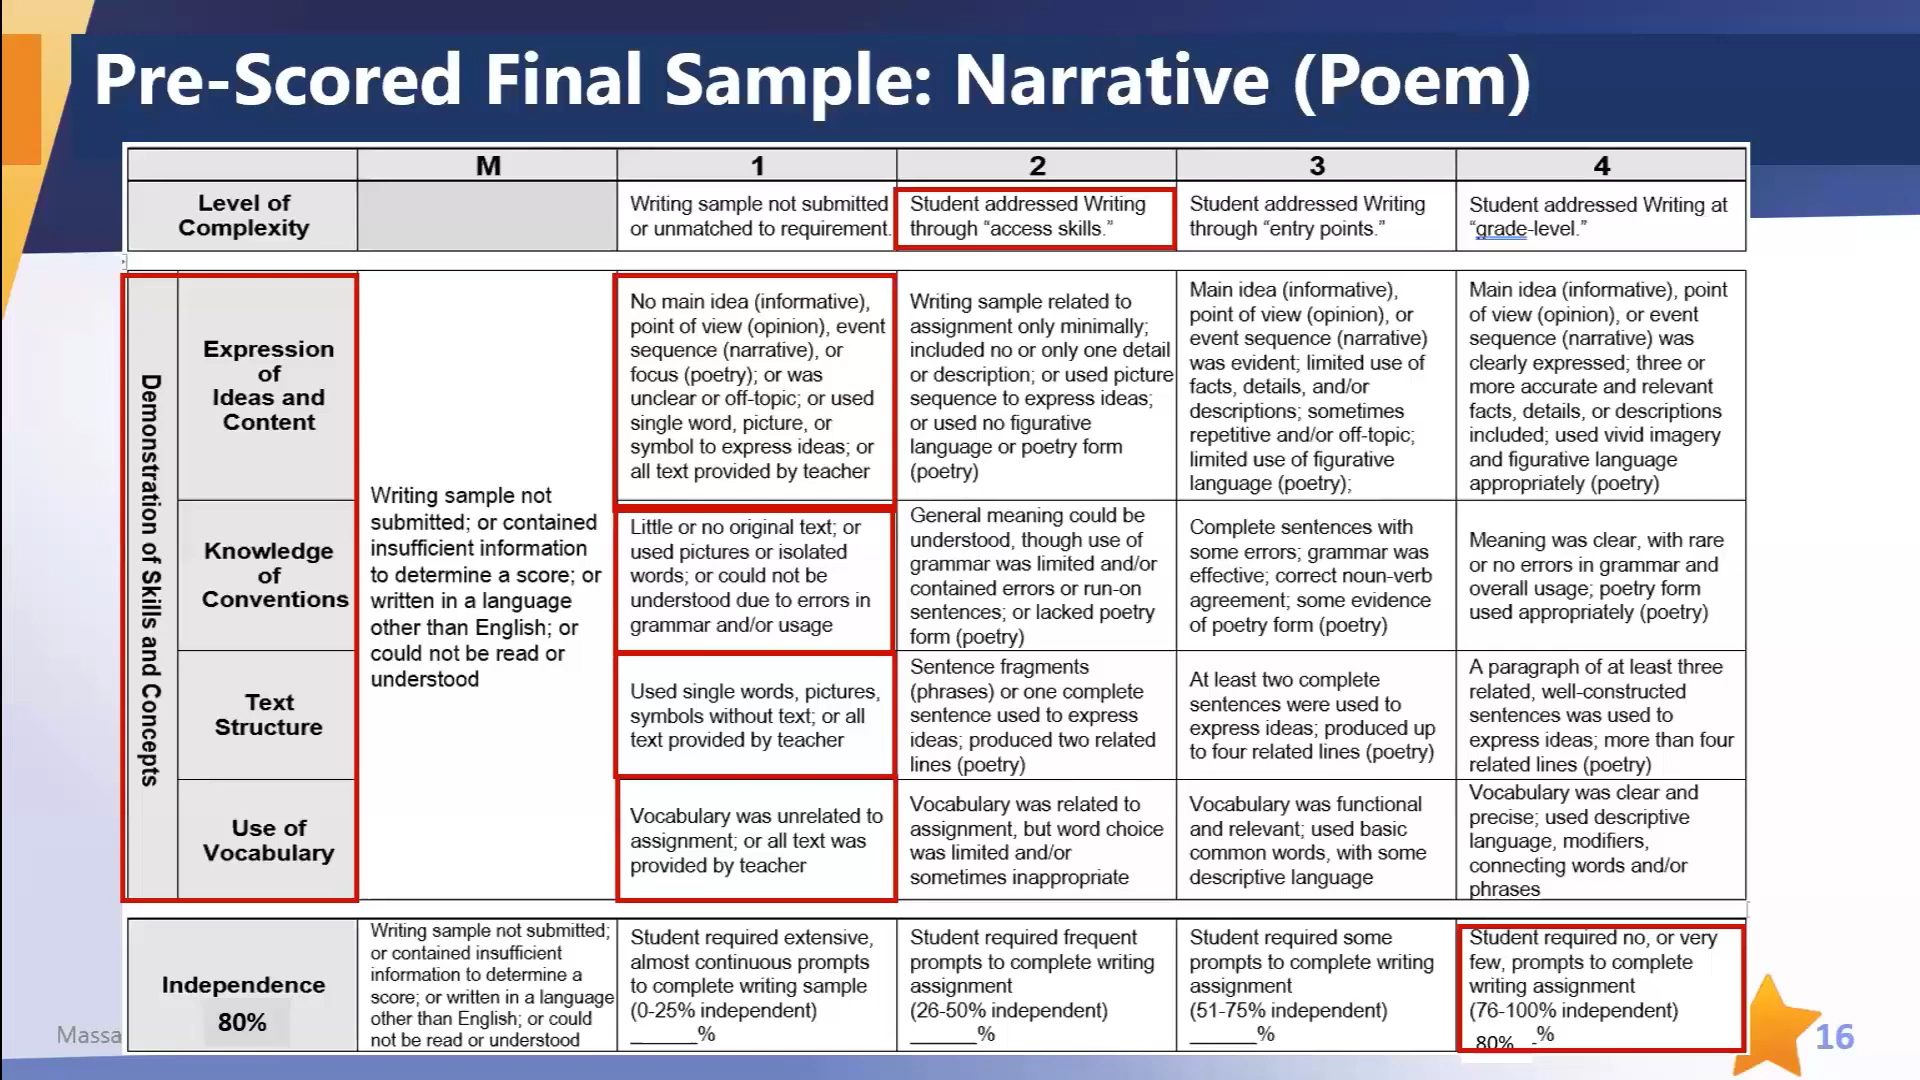 Pre-Scored Final Sample: Narrative (Poem)
M
1
2
3
4
Level of
Complexity
Writing sample not submitted
or unmatched to requirement.
Student addressed Writing
through “access skills.”
Student addressed Writing
through “entry points.”
Student addressed Writing at
“grade-level.”
Demonstration of Skills and Concepts
Expression
of
Ideas and
Content
Writing sample not
submitted; or contained
insufficient information
to determine a score; or
written in a language
other than English; or
could not be read or
understood
No main idea (informative),
point of view (opinion), event
sequence (narrative), or
focus (poetry); or was
unclear or off-topic; or used
single word, picture, or
symbol to express ideas; or
all text provided by teacher
Writing sample related to
assignment only minimally;
included no or only one detail
or description; or used picture
sequence to express ideas;
or used no figurative
language or poetry form
(poetry)
Main idea (informative),
point of view (opinion), or
event sequence (narrative)
was evident; limited use of
facts, details, and/or
descriptions; sometimes
repetitive and/or off-topic;
limited use of figurative
language (poetry);
Main idea (informative), point
of view (opinion), or event
sequence (narrative) was
clearly expressed; three or
more accurate and relevant
facts, details, or descriptions
included; used vivid imagery
and figurative language
appropriately (poetry)
Knowledge
of
Conventions
Little or no original text; or
used pictures or isolated
words; or could not be
understood due to errors in
grammar and/or usage
General meaning could be
understood, though use of
grammar was limited and/or
contained errors or run-on
sentences; or lacked poetry
form (poetry)
Complete sentences with
some errors; grammar was
effective; correct noun-verb
agreement; some evidence
of poetry form (poetry)
Meaning was clear, with rare
or no errors in grammar and
overall usage; poetry form
used appropriately (poetry)
Text
Structure
Used single words, pictures,
symbols without text; or all
text provided by teacher
Sentence fragments
(phrases) or one complete
sentence used to express
ideas; produced two related
lines (poetry)
At least two complete
sentences were used to
express ideas; produced up
to four related lines (poetry)
A paragraph of at least three
related, well-constructed
sentences was used to
express ideas; more than four
related lines (poetry)
Use of
Vocabulary
Vocabulary was unrelated to
assignment; or all text was
provided by teacher
Vocabulary was related to
assignment, but word choice
was limited and/or
sometimes inappropriate
Vocabulary was functional
and relevant; used basic
common words, with some
descriptive language
Vocabulary was clear and
precise; used descriptive
language, modifiers,
connecting words and/or
phrases
Independence
80%
Writing sample not submitted;
or contained insufficient
information to determine a
score; or written in a language
other than English; or could
not be read or understood
Student required extensive,
almost continuous prompts
to complete writing sample
(0-25% independent)
______%
Student required frequent
prompts to complete writing
assignment
(26-50% independent)
______%
Student required some
prompts to complete writing
assignment
(51-75% independent)
______%
Student required no, or very
few, prompts to complete
writing assignment
(76-100% independent)
80% _%
Massa
16